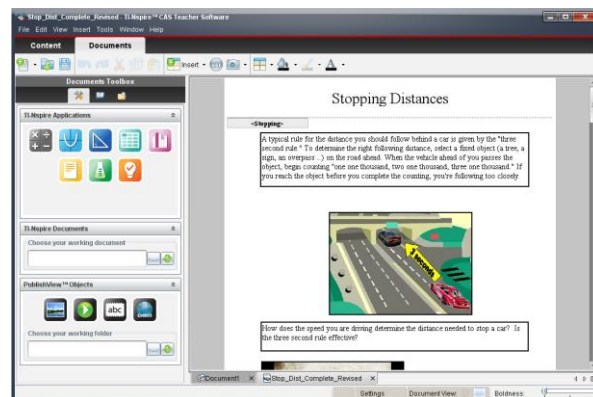 Stop_Dist_Complete_Revised - TI-Nspire™ CAS Teacher Software
File Edit View Insert Tools Window Help
Content Documents
Insert
Documents Toolbox
TI-Nspire Applications
TI-Nspire Documents
Choose your working document
PublishView™ Objects
abc
Choose your working folder
Stopping Distances
<Stopping>
A typical rule for the distance you should follow behind a car is given by the "three
second rule." To determine the right following distance, select a fixed object (a tree, a
sign, an overpass ...) on the road ahead. When the vehicle ahead of you passes the
object, begin counting "one one thousand, two one thousand, three one thousand." If
you reach the object before you complete the counting, you're following too closely.
3 seconds
How does the speed you are driving determine the distance needed to stop a car? Is
the three second rule effective?
Document1 Stop_Dist_Complete_Revised
Settings Document View: Boldness: